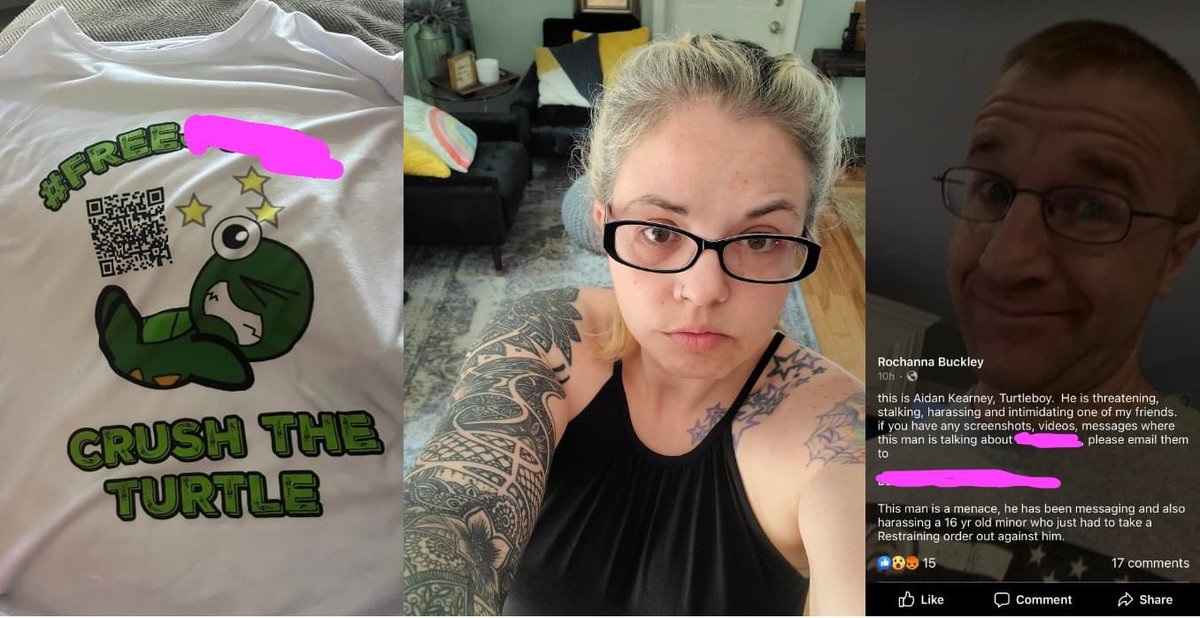 #FREE
CRUSH THE
TURTLE
Rochanna Buckley
10h
this is Aidan Kearney, Turtleboy. He is threatening,
stalking, harassing and intimidating one of my friends.
if you have any screenshots, videos, messages where
this man is talking about , please email them
to
This man is a menace, he has been messaging and also
harassing a 16 yr old minor who just had to take a
Restraining order out against him.
15
17 comments
Like
Comment
Share